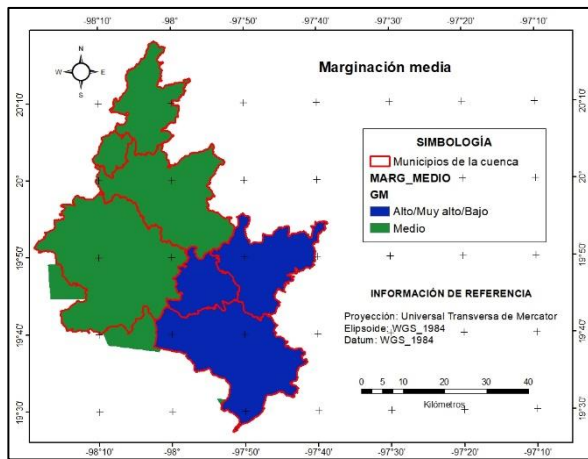 -98°10' -98° -97°50' -97°40' -97°30' -97°20' -97°10'
N
W E
S
Marginación media
20°10'
20°
19°50'
19°40'
19°30'
20°10'
20°
19°50'
19°40'
19°30'
SIMBOLOGÍA
Municipios de la cuenca
MARG_MEDIO
GM
Alto/Muy alto/Bajo
Medio
INFORMACIÓN DE REFERENCIA
Proyección: Universal Transversa de Mercator
Elipsoide: WGS_1984
Datum: WGS_1984
0 5 10 20 30 40
Kilómetros
-98°10' -98° -97°50' -97°40' -97°30' -97°20' -97°10'